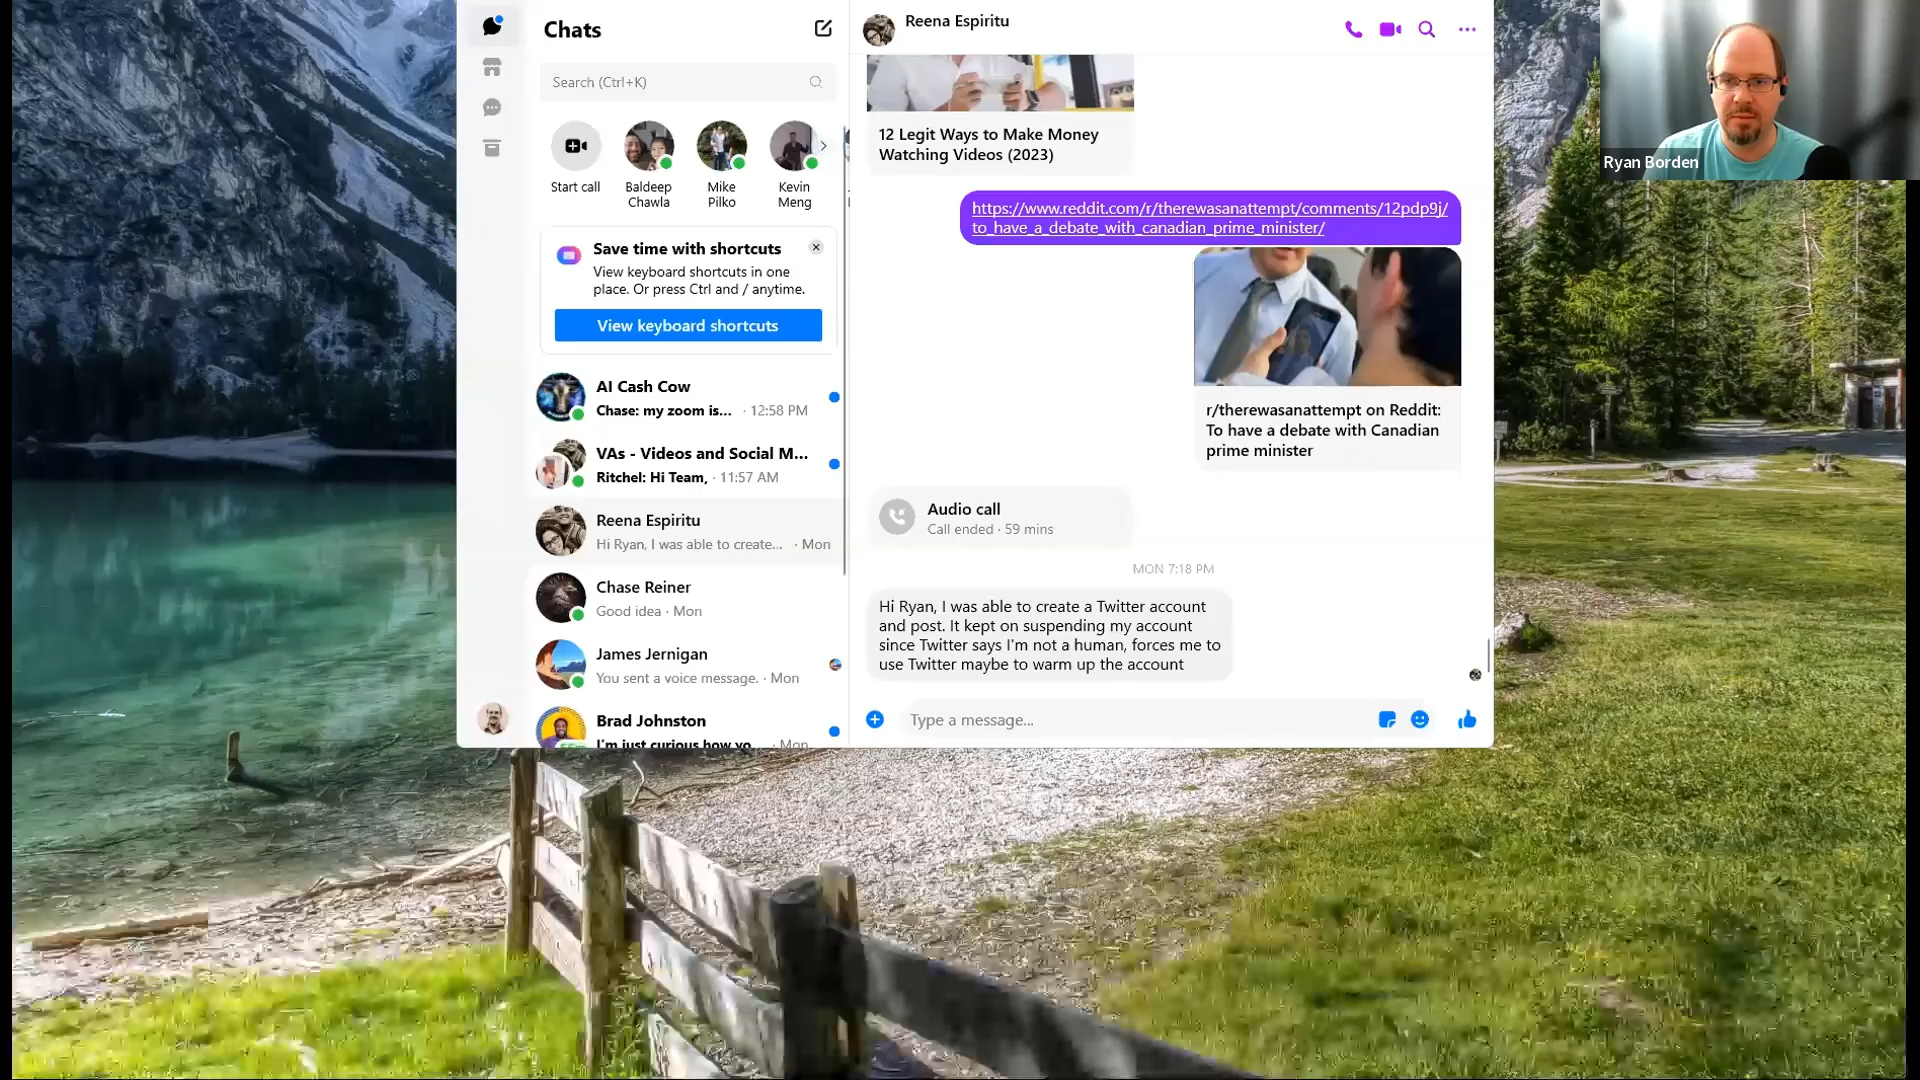 Chats
Search (Ctrl+K)
Start call
Baldeep
Chawla
Mike
Pilko
Kevin
Meng
Save time with shortcuts
View keyboard shortcuts in one
place. Or press Ctrl and / anytime.
View keyboard shortcuts
AI Cash Cow
Chase: my zoom is... · 12:58 PM
VAs - Videos and Social M...
Ritchel: Hi Team, · 11:57 AM
Reena Espiritu
Hi Ryan, I was able to create... · Mon
Chase Reiner
Good idea · Mon
James Jernigan
You sent a voice message. · Mon
Brad Johnston
I'm just curious how yo... · Mon
Reena Espiritu
12 Legit Ways to Make Money
Watching Videos (2023)
https://www.reddit.com/r/therewasanattempt/comments/12pdp9j/
to_have_a_debate_with_canadian_prime_minister/
r/therewasanattempt on Reddit:
To have a debate with Canadian
prime minister
Audio call
Call ended · 59 mins
MON 7:18 PM
Hi Ryan, I was able to create a Twitter account
and post. It kept on suspending my account
since Twitter says I'm not a human, forces me to
use Twitter maybe to warm up the account
Type a message...
Ryan Borden